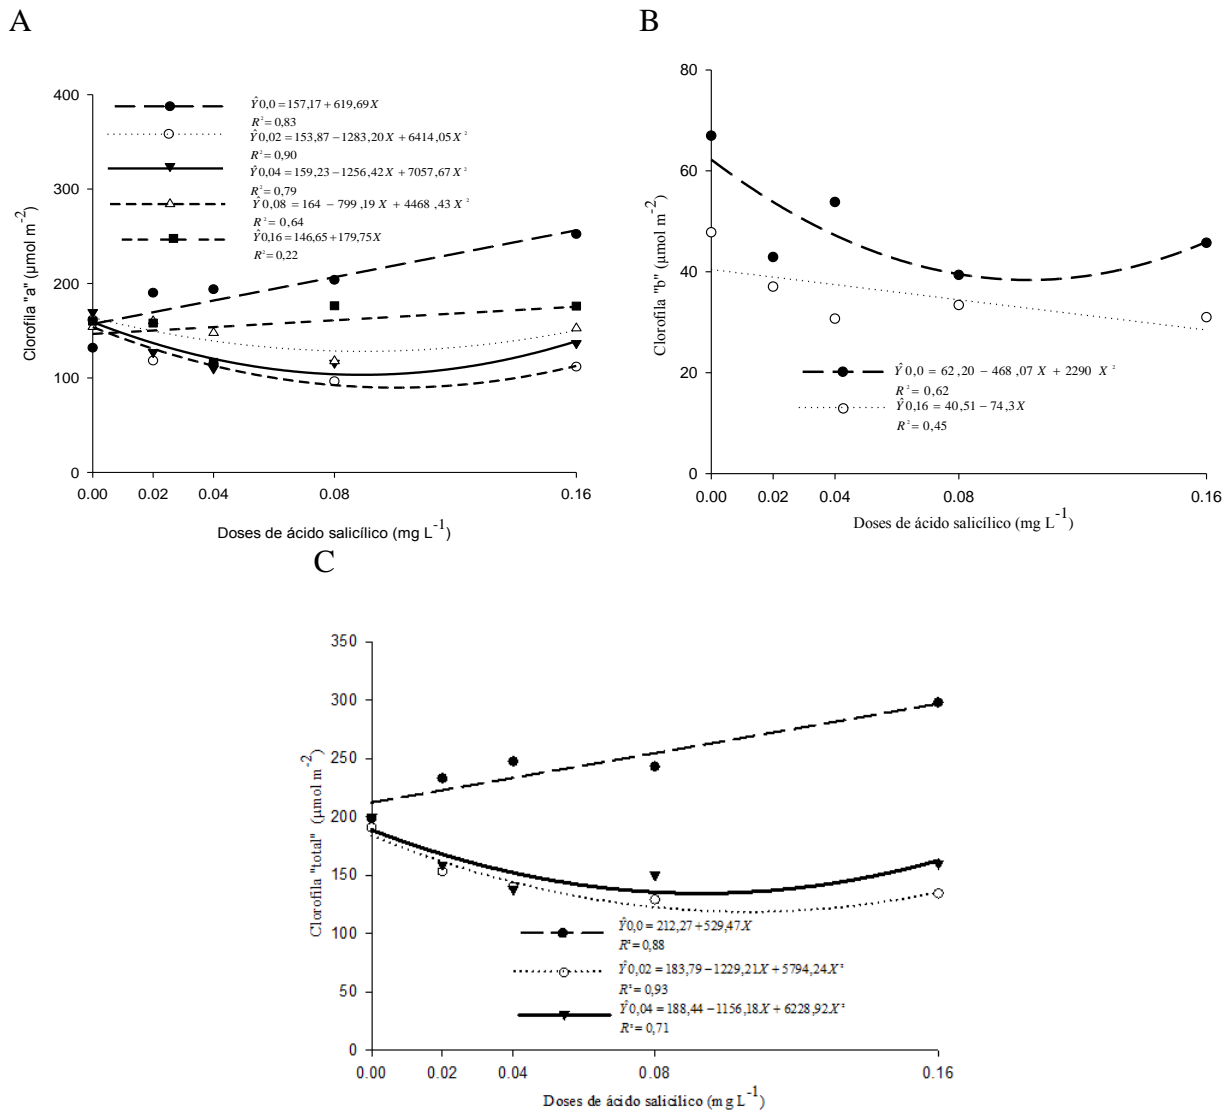 A
400
300
200
100
0
Clorofila "a" (µmol m⁻²)
Ŷ0,0 = 157,17 + 619,69X
R² = 0,83
Ŷ0,02 = 153,87 − 1283,20X + 6414,05X²
R² = 0,90
Ŷ0,04 = 159,23 − 1256,42X + 7057,67X²
R² = 0,79
Ŷ0,08 = 164 − 799,19X + 4468,43X²
R² = 0,64
Ŷ0,16 = 146,65 + 179,75X
R² = 0,22
0.00 0.02 0.04 0.08 0.16
Doses de ácido salicílico (mg L⁻¹)
B
80
60
40
20
0
Clorofila "b" (µmol m⁻²)
Ŷ0,0 = 62,20 − 468,07X + 2290X²
R² = 0,62
Ŷ0,16 = 40,51 − 74,3X
R² = 0,45
0.00 0.02 0.04 0.08 0.16
Doses de ácido salicílico (mg L⁻¹)
C
350
300
250
200
150
100
50
0
Clorofila "total" (µmol m⁻²)
Ŷ0,0 = 212,27 + 529,47X
R² = 0,88
Ŷ0,02 = 183,79 − 1229,21X + 5794,24X²
R² = 0,93
Ŷ0,04 = 188,44 − 1156,18X + 6228,92X²
R² = 0,71
0.00 0.02 0.04 0.08 0.16
Doses de ácido salicílico (mg L⁻¹)